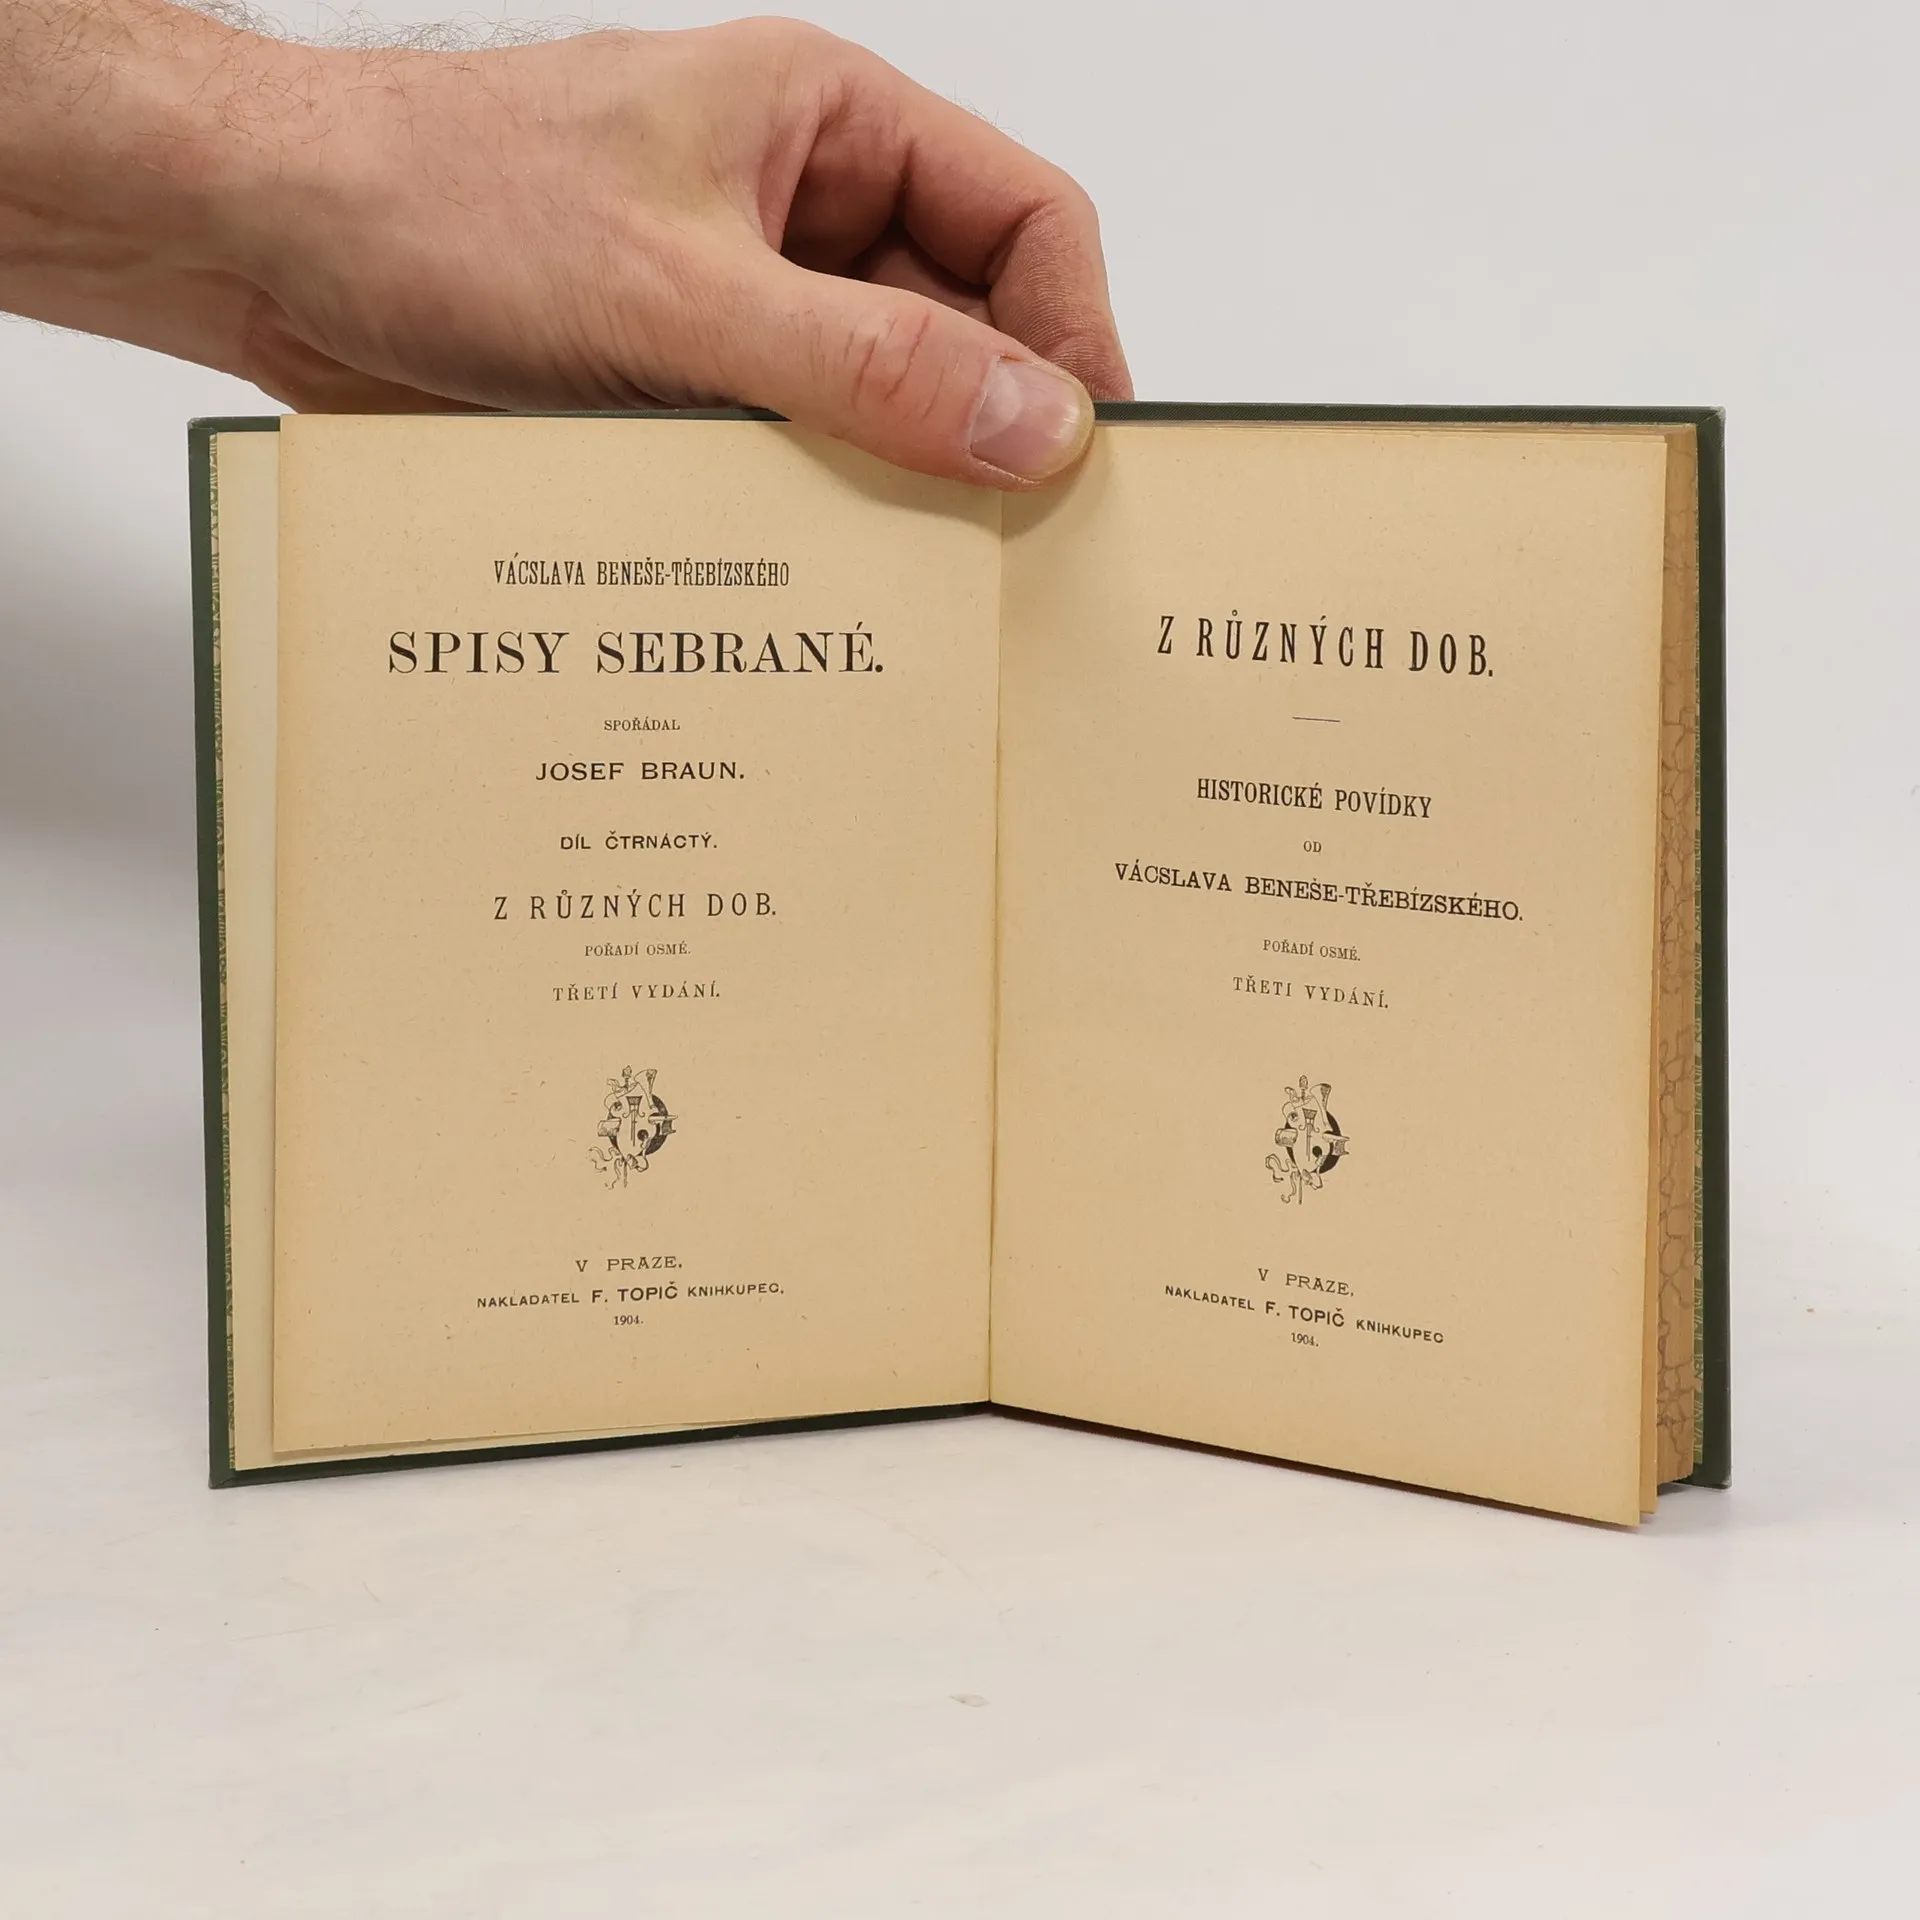 VÁCSLAVA BENEŠE-TŘEBÍZSKÉHO
SPISY SEBRANÉ.
SPOŘÁDAL
JOSEF BRAUN.
DÍL ČTRNÁCTÝ.
Z RŮZNÝCH DOB.
POŘADÍ OSMÉ.
TŘETÍ VYDÁNÍ.
V PRAZE.
NAKLADATEL F. TOPIČ KNIHKUPEC.
1904.
Z RŮZNÝCH DOB.
HISTORICKÉ POVÍDKY
OD
VÁCSLAVA BENEŠE-TŘEBÍZSKÉHO.
POŘADÍ OSMÉ.
TŘETI VYDÁNÍ.
V PRAZE.
NAKLADATEL F. TOPIČ KNIHKUPEC
1904.